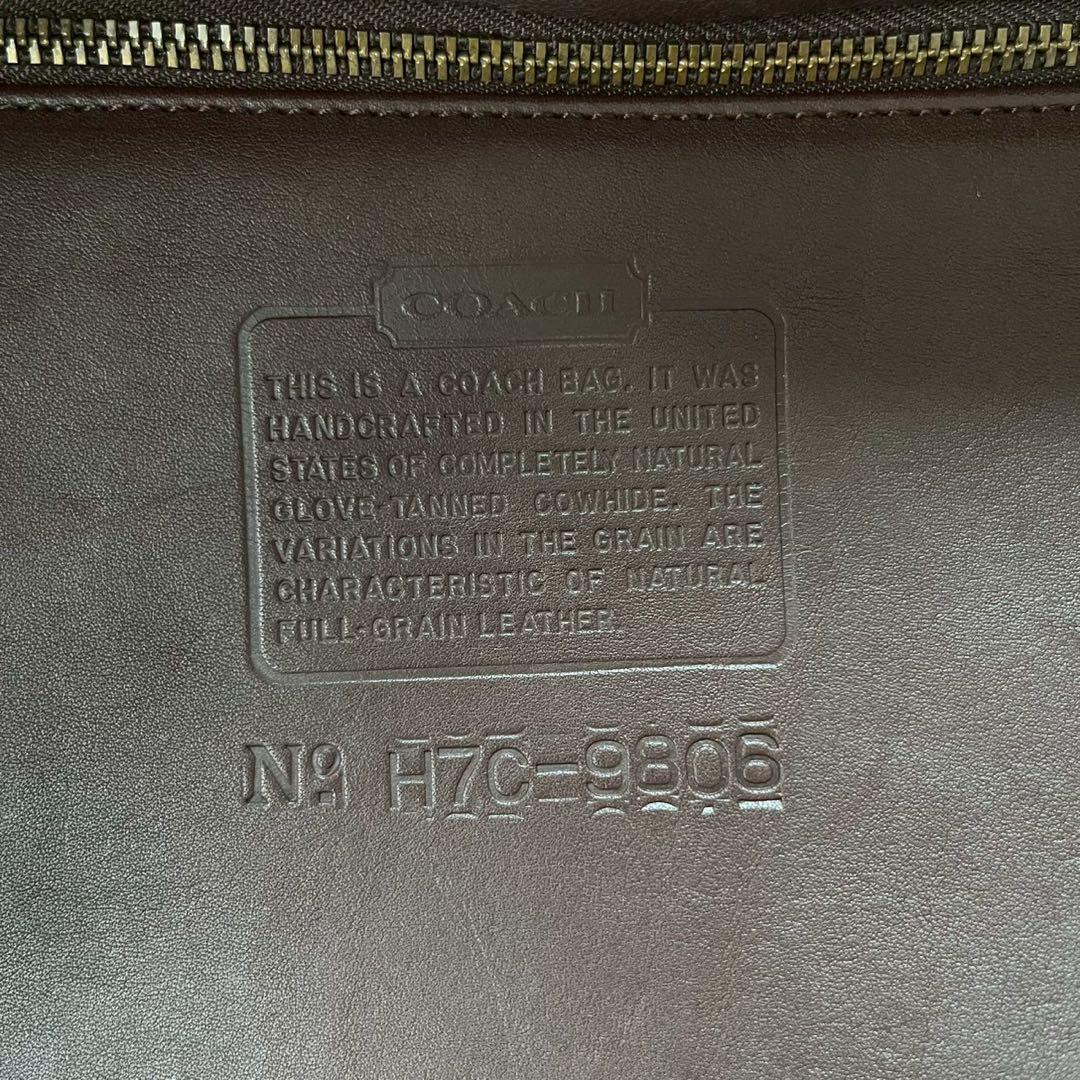 COACH
THIS IS A COACH BAG. IT WAS
HANDCRAFTED IN THE UNITED
STATES OF COMPLETELY NATURAL
GLOVE-TANNED COWHIDE. THE
VARIATIONS IN THE GRAIN ARE
CHARACTERISTIC OF NATURAL
FULL-GRAIN LEATHER.
No H7C-9806